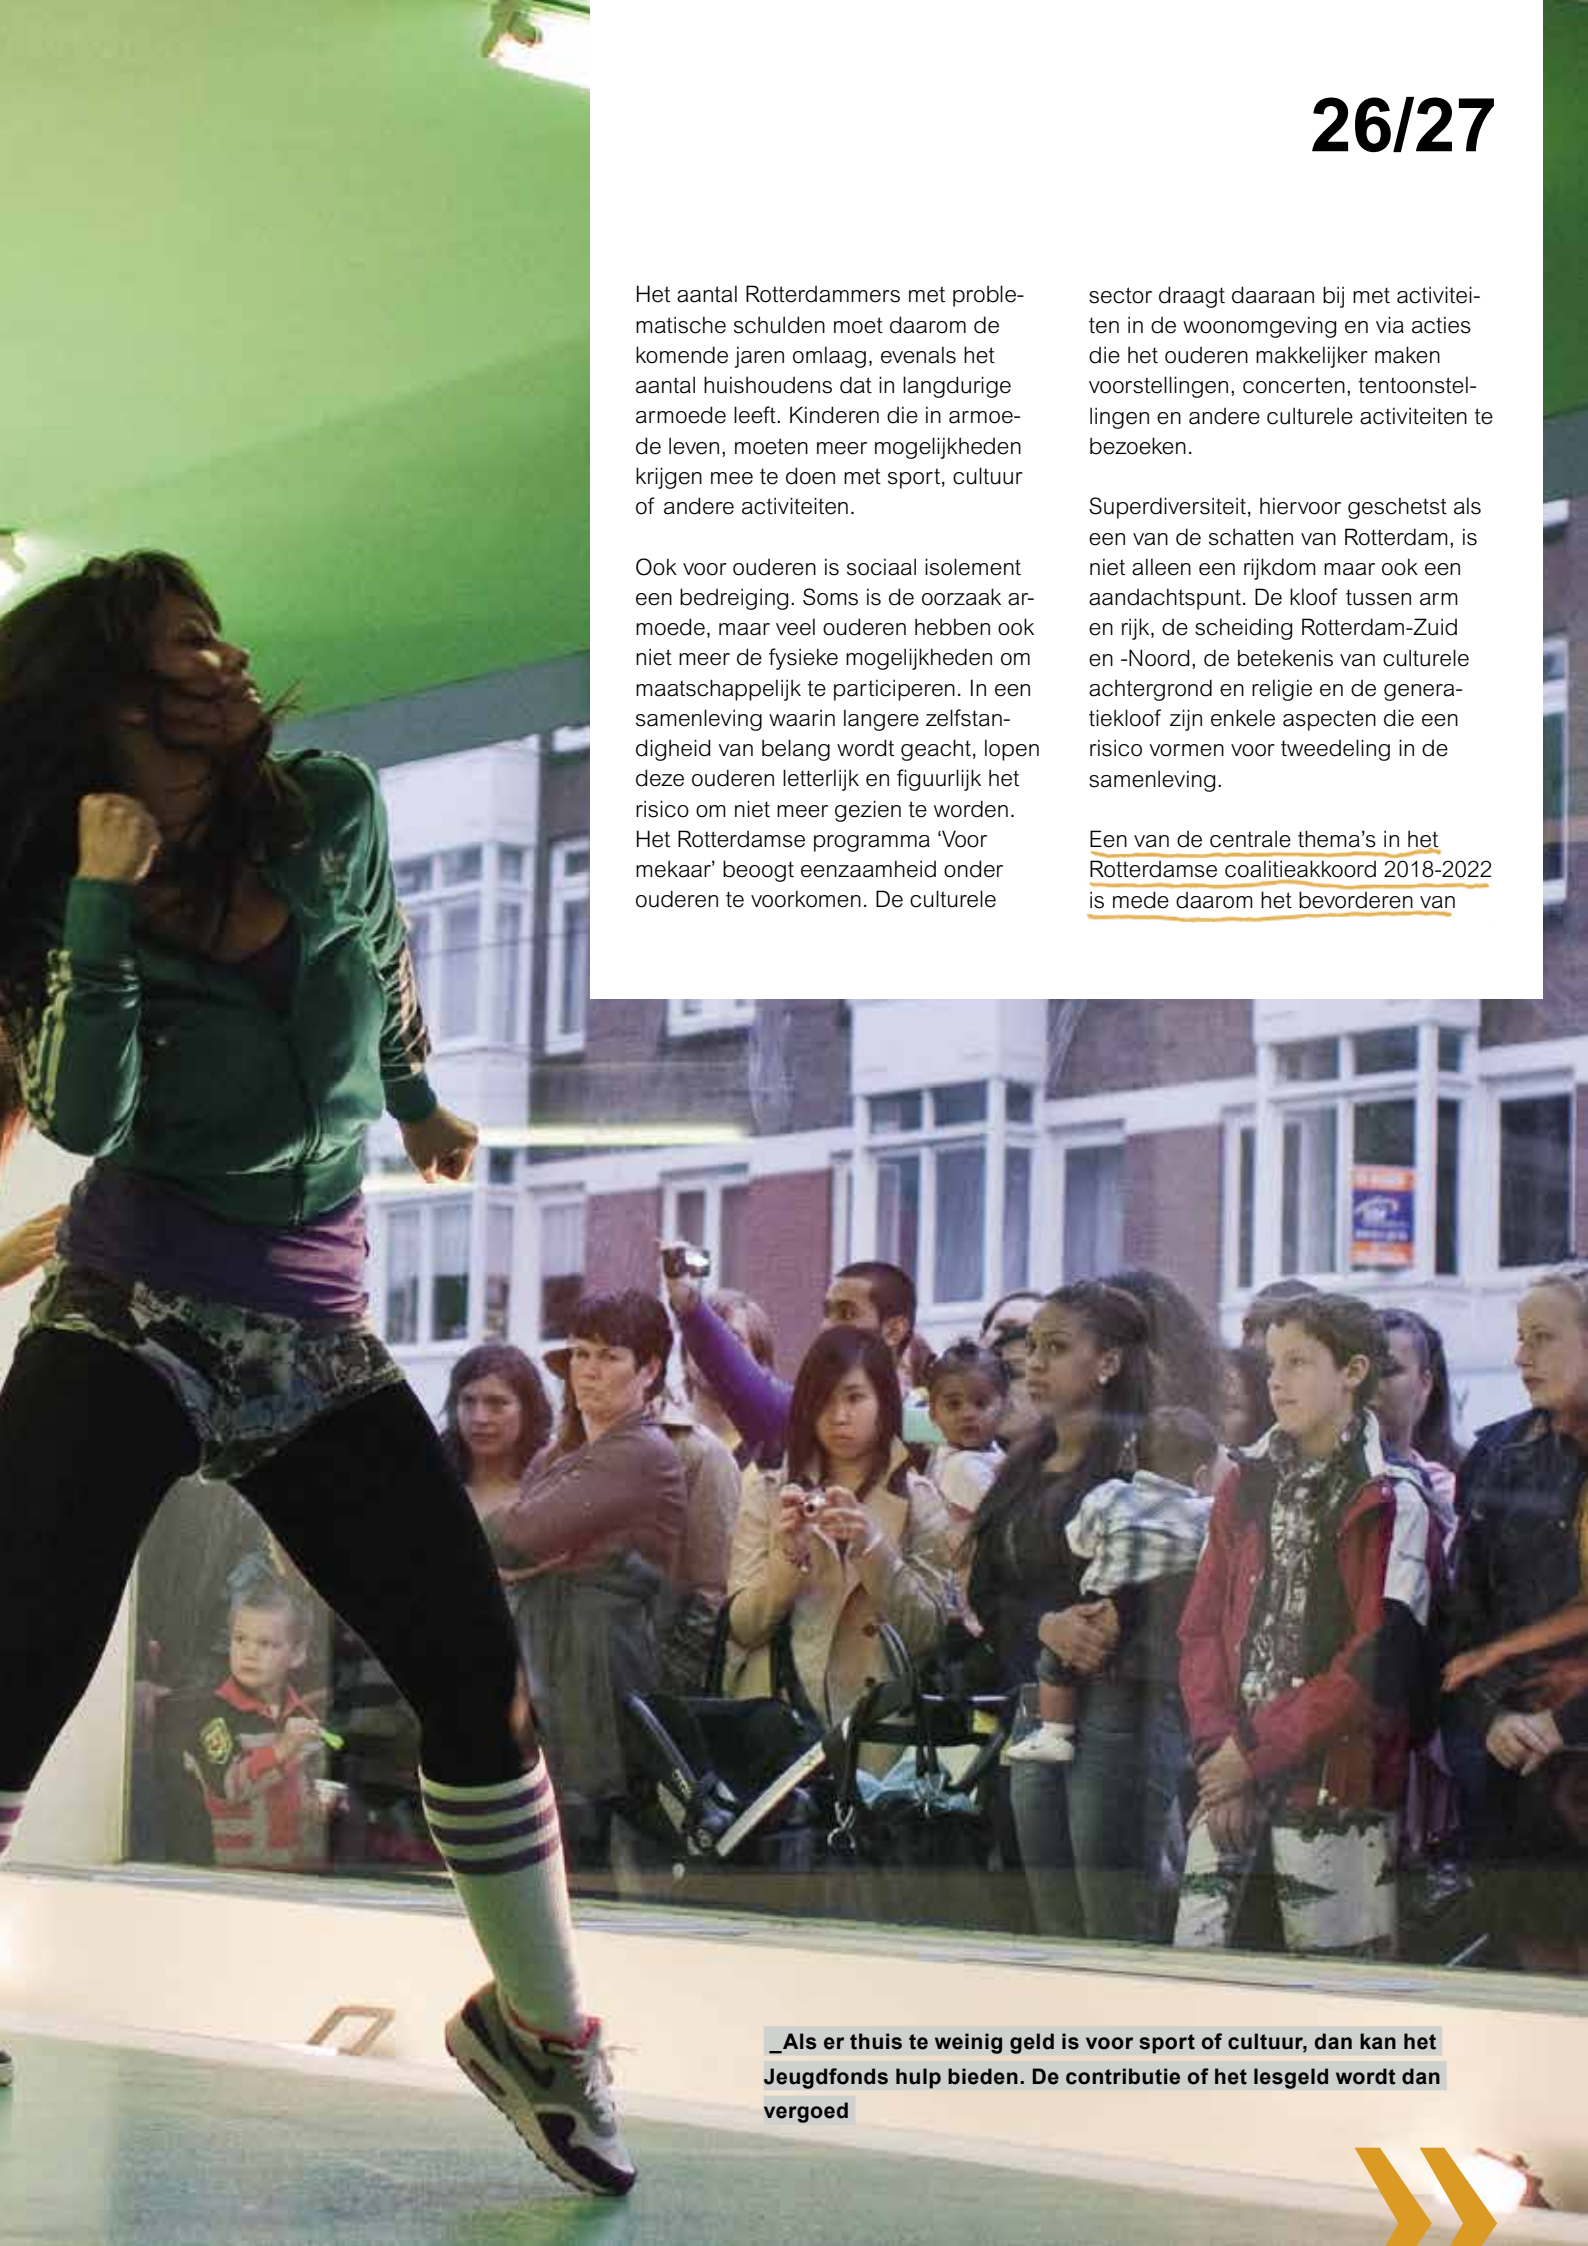 26/27
Het aantal Rotterdammers met proble-
matische schulden moet daarom de
komende jaren omlaag, evenals het
aantal huishoudens dat in langdurige
armoede leeft. Kinderen die in armoe-
de leven, moeten meer mogelijkheden
krijgen mee te doen met sport, cultuur
of andere activiteiten.
Ook voor ouderen is sociaal isolement
een bedreiging. Soms is de oorzaak ar-
moede, maar veel ouderen hebben ook
niet meer de fysieke mogelijkheden om
maatschappelijk te participeren. In een
samenleving waarin langere zelfstan-
digheid van belang wordt geacht, lopen
deze ouderen letterlijk en figuurlijk het
risico om niet meer gezien te worden.
Het Rotterdamse programma ‘Voor
mekaar’ beoogt eenzaamheid onder
ouderen te voorkomen. De culturele
sector draagt daaraan bij met activitei-
ten in de woonomgeving en via acties
die het ouderen makkelijker maken
voorstellingen, concerten, tentoonstel-
lingen en andere culturele activiteiten te
bezoeken.
Superdiversiteit, hiervoor geschetst als
een van de schatten van Rotterdam, is
niet alleen een rijkdom maar ook een
aandachtspunt. De kloof tussen arm
en rijk, de scheiding Rotterdam-Zuid
en -Noord, de betekenis van culturele
achtergrond en religie en de genera-
tiekloof zijn enkele aspecten die een
risico vormen voor tweedeling in de
samenleving.
Een van de centrale thema’s in het
Rotterdamse coalitieakkoord 2018-2022
is mede daarom het bevorderen van
_Als er thuis te weinig geld is voor sport of cultuur, dan kan het
Jeugdfonds hulp bieden. De contributie of het lesgeld wordt dan
vergoed